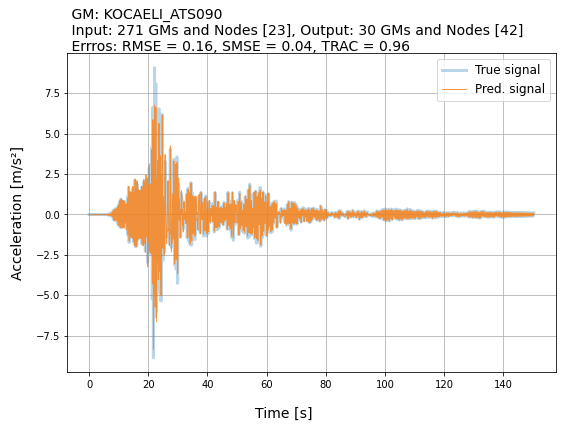 GM: KOCAELI_ATS090
Input: 271 GMs and Nodes [23], Output: 30 GMs and Nodes [42]
Errros: RMSE = 0.16, SMSE = 0.04, TRAC = 0.96
True signal
Pred. signal
7.5
5.0
2.5
0.0
−2.5
−5.0
−7.5
Acceleration [m/s²]
0 20 40 60 80 100 120 140
Time [s]